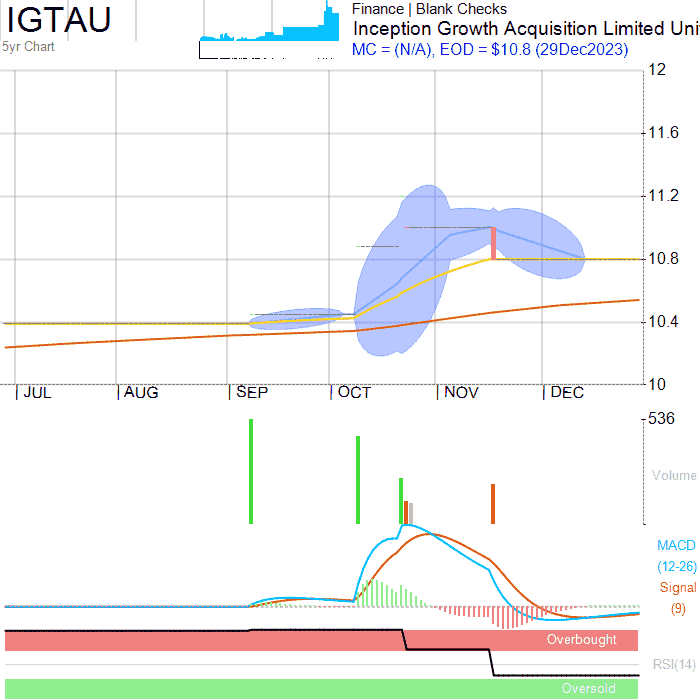 IGTAU
5yr Chart
Finance | Blank Checks
Inception Growth Acquisition Limited Uni
MC = (N/A), EOD = $10.8 (29Dec2023)
12
11.6
11.2
10.8
10.4
10
JUL AUG SEP OCT NOV DEC
536
Volume
MACD
(12-26)
Signal
(9)
Overbought
RSI(14)
Oversold